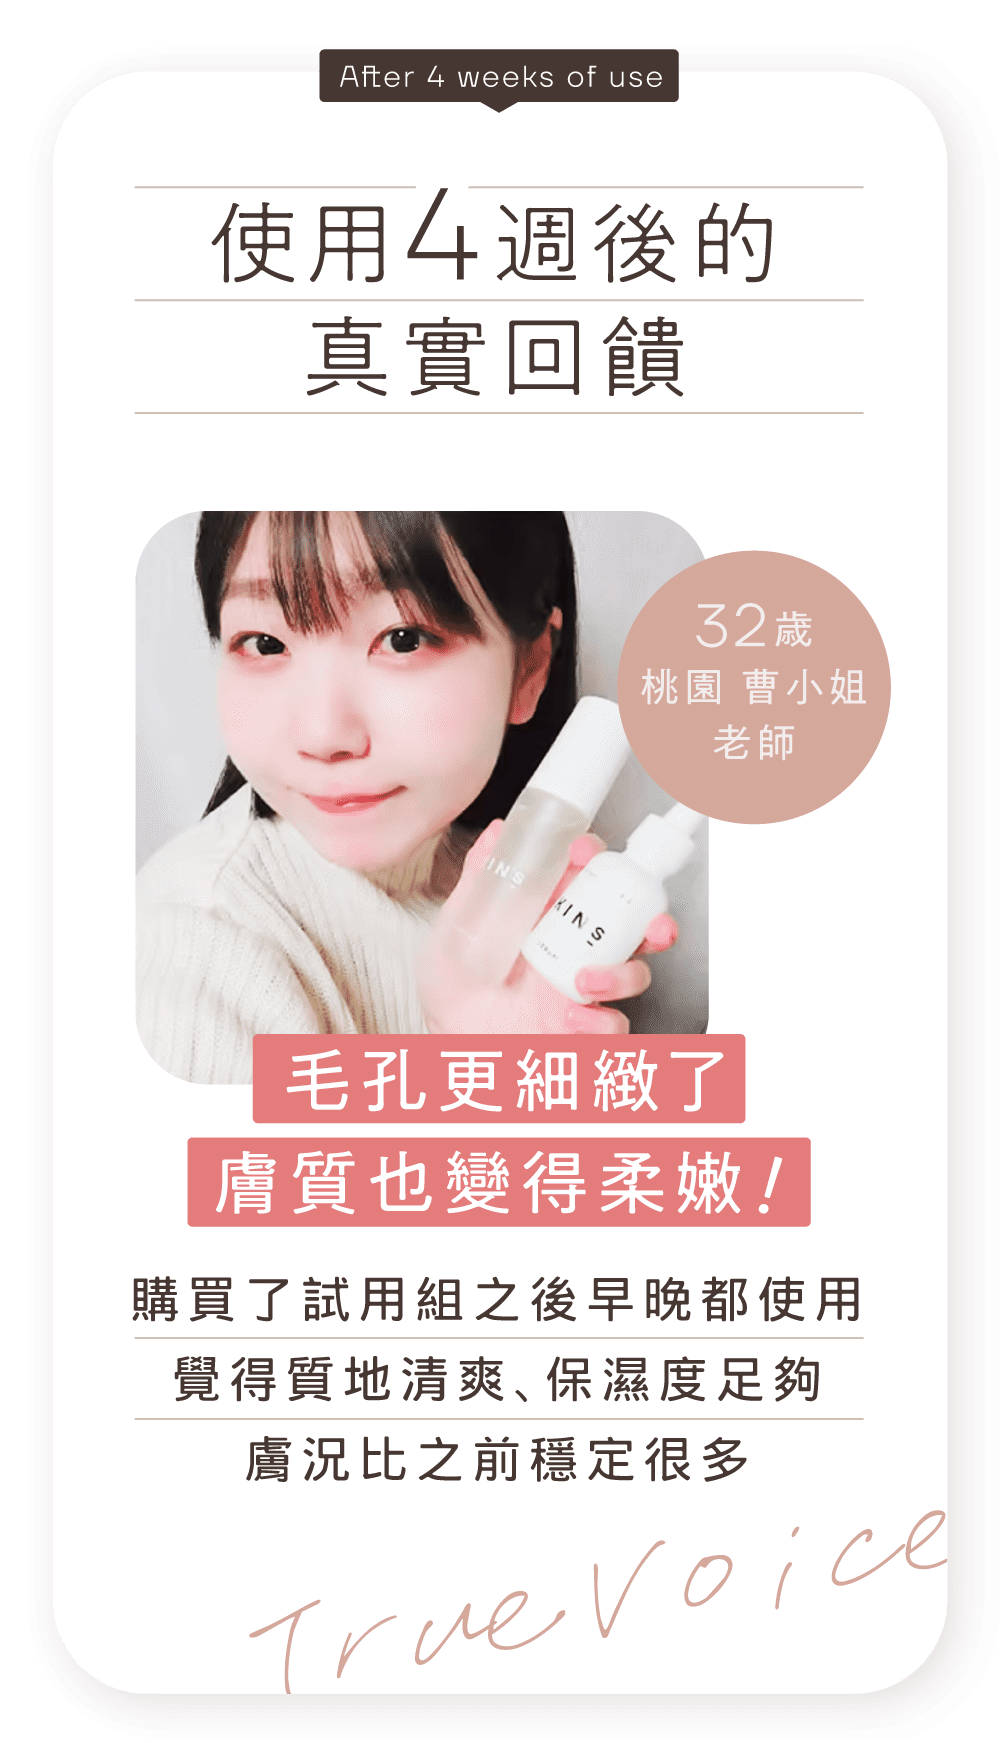 After 4 weeks of use
使用4週後的
真實回饋
32歲
桃園 曹小姐
老師
INS
KINS
SERUM
毛孔更細緻了
膚質也變得柔嫩！
購買了試用組之後早晚都使用
覺得質地清爽、保濕度足夠
膚況比之前穩定很多
True Voice